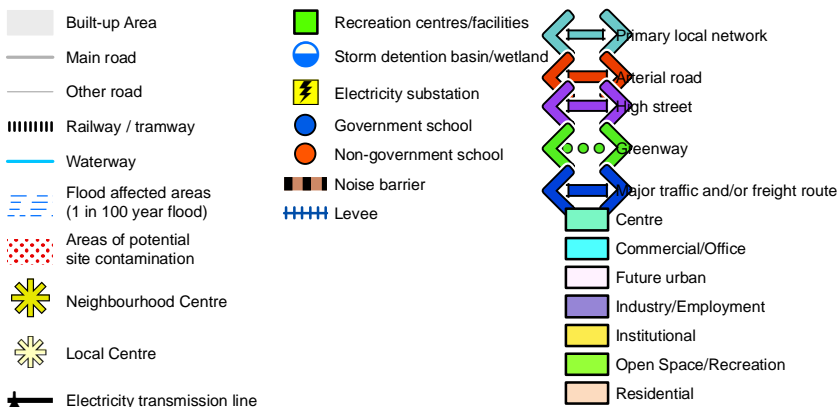 Built-up Area
Main road
Other road
Railway / tramway
Waterway
Flood affected areas
(1 in 100 year flood)
Areas of potential
site contamination
Neighbourhood Centre
Local Centre
Electricity transmission line
Recreation centres/facilities
Storm detention basin/wetland
Electricity substation
Government school
Non-government school
Noise barrier
Levee
Primary local network
Arterial road
High street
Greenway
Major traffic and/or freight route
Centre
Commercial/Office
Future urban
Industry/Employment
Institutional
Open Space/Recreation
Residential